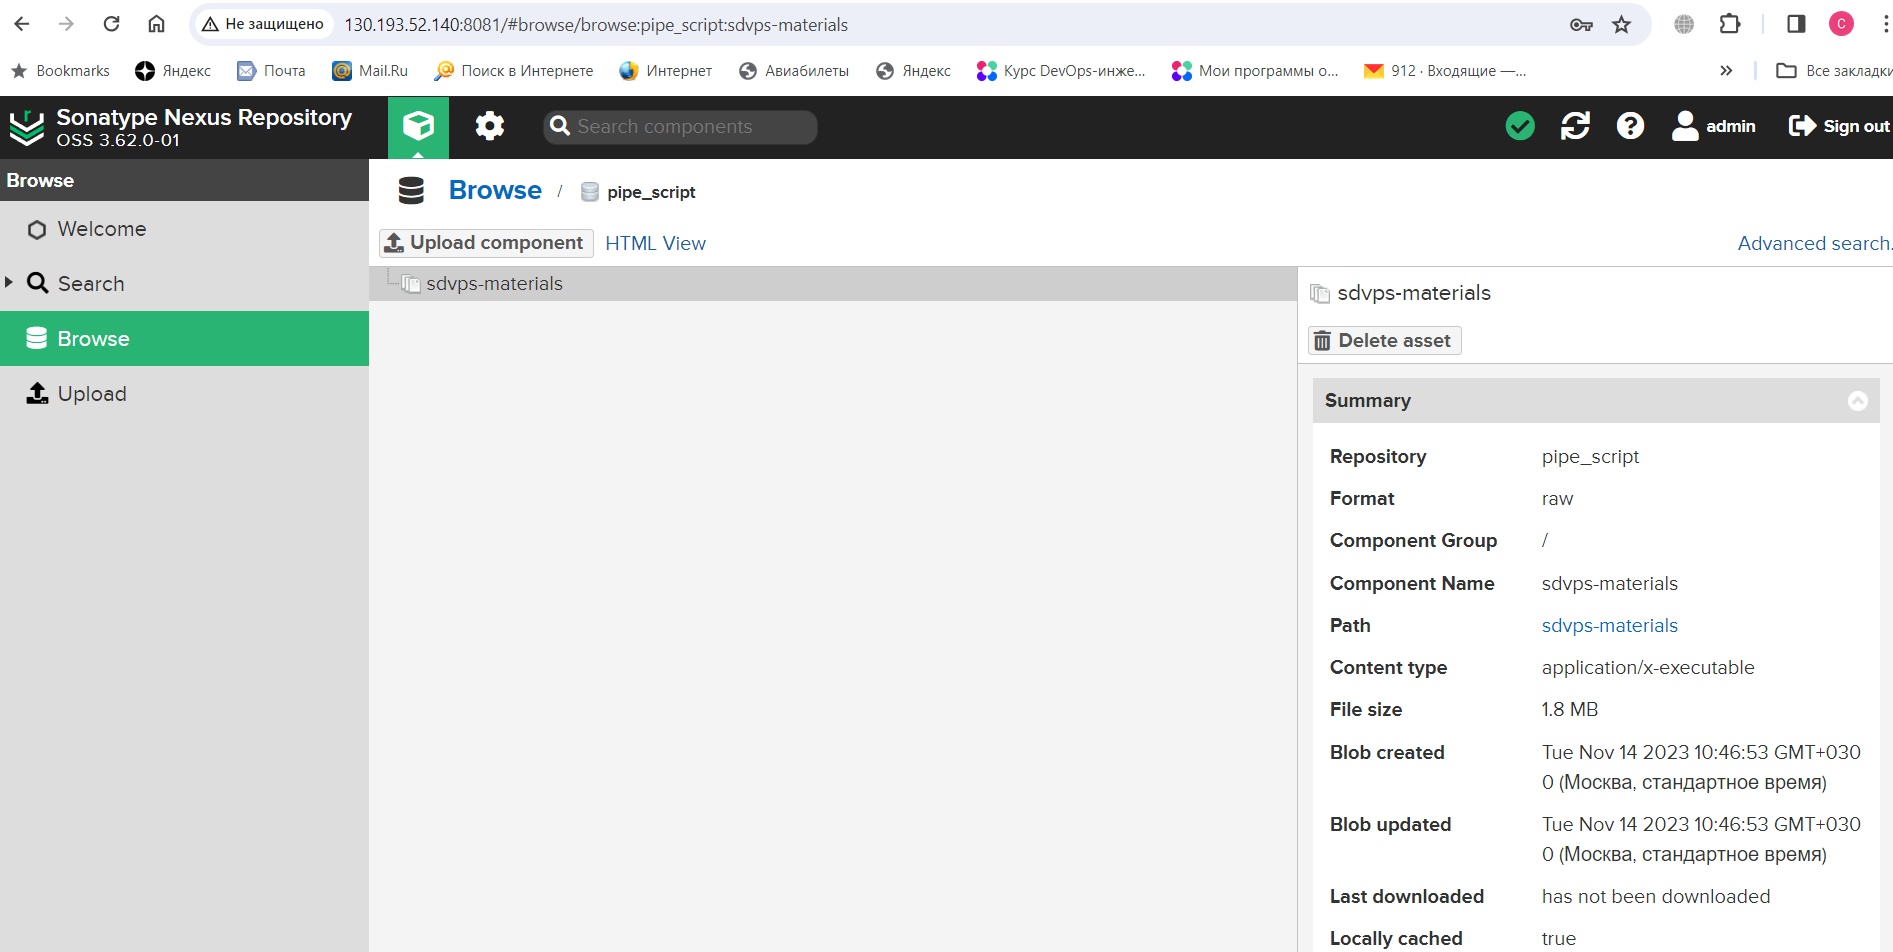 Не защищено
130.193.52.140:8081/#browse/browse:pipe_script:sdvps-materials
C
Bookmarks
Яндекс
Почта
Mail.Ru
Поиск в Интернете
Интернет
Авиабилеты
Яндекс
Курс DevOps-инже...
Мои программы о...
912 · Входящие —...
»
Все закладки
Sonatype Nexus Repository
OSS 3.62.0-01
Search components
admin
Sign out
Browse
Welcome
Search
Browse
Upload
Browse / pipe_script
Upload component
HTML View
Advanced search.
sdvps-materials
sdvps-materials
Delete asset
Summary
Repository pipe_script
Format raw
Component Group /
Component Name sdvps-materials
Path sdvps-materials
Content type application/x-executable
File size 1.8 MB
Blob created Tue Nov 14 2023 10:46:53 GMT+030
0 (Москва, стандартное время)
Blob updated Tue Nov 14 2023 10:46:53 GMT+030
0 (Москва, стандартное время)
Last downloaded has not been downloaded
Locally cached true